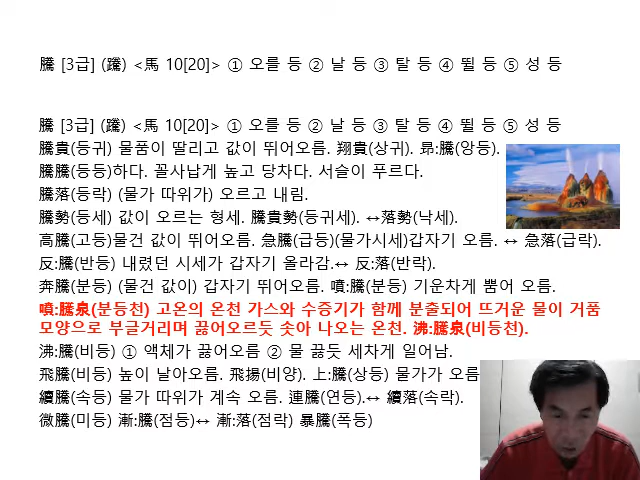 騰 [3급] (䠮) <馬 10[20]> ① 오를 등 ② 날 등 ③ 탈 등 ④ 뛸 등 ⑤ 성 등
騰 [3급] (䠮) <馬 10[20]> ① 오를 등 ② 날 등 ③ 탈 등 ④ 뛸 등 ⑤ 성 등
騰貴(등귀) 물품이 딸리고 값이 뛰어오름. 翔貴(상귀). 昻:騰(앙등).
騰騰(등등)하다. 꼴사납게 높고 당차다. 서슬이 푸르다.
騰落(등락) (물가 따위가) 오르고 내림.
騰勢(등세) 값이 오르는 형세. 騰貴勢(등귀세). ↔落勢(낙세).
高騰(고등)물건 값이 뛰어오름. 急騰(급등)(물가시세)갑자기 오름. ↔ 急落(급락).
反:騰(반등) 내렸던 시세가 갑자기 올라감.↔ 反:落(반락).
奔騰(분등) (물건 값이) 갑자기 뛰어오름. 噴:騰(분등) 기운차게 뿜어 오름.
噴:騰泉(분등천) 고온의 온천 가스와 수증기가 함께 분출되어 뜨거운 물이 거품
모양으로 부글거리며 끓어오르듯 솟아 나오는 온천. 沸:騰泉(비등천).
沸:騰(비등) ① 액체가 끓어오름 ② 물 끓듯 세차게 일어남.
飛騰(비등) 높이 날아오름. 飛揚(비양). 上:騰(상등) 물가가 오름
續騰(속등) 물가 따위가 계속 오름. 連騰(연등).↔ 續落(속락).
微騰(미등) 漸:騰(점등)↔ 漸:落(점락) 暴騰(폭등)